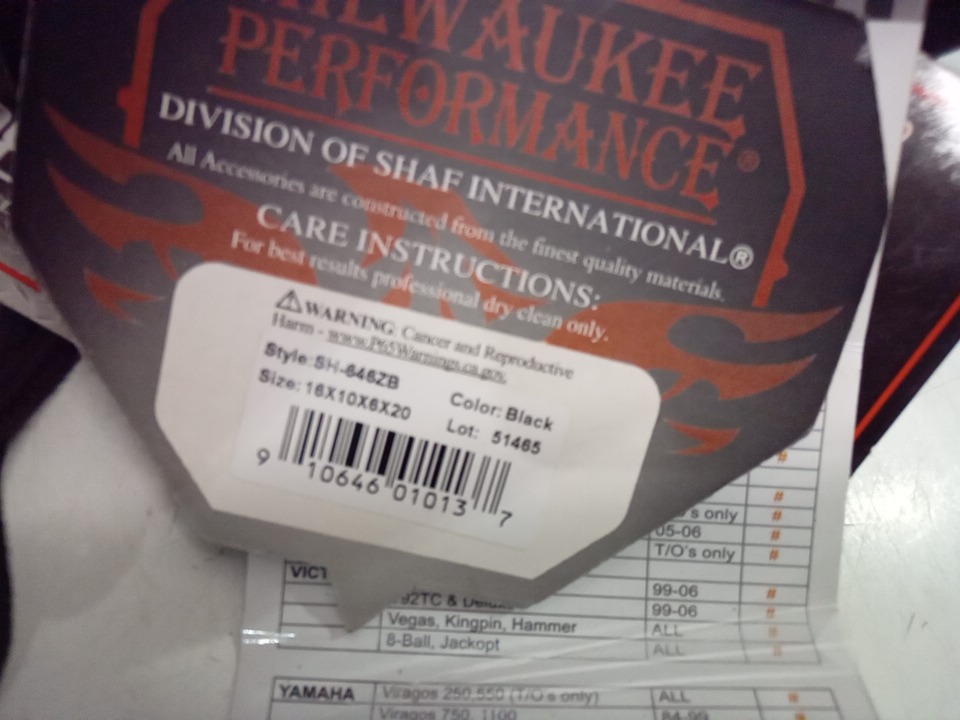 MILWAUKEE
PERFORMANCE®
DIVISION OF SHAF INTERNATIONAL®
All Accessories are constructed from the finest quality materials.
CARE INSTRUCTIONS:
For best results professional dry clean only.
WARNING: Cancer and Reproductive
Harm - www.P65Warnings.ca.gov
Style: SH-646ZB
Size: 16X10X6X20
Color: Black
Lot: 51465
9 10646 01013 7
#
#
s only #
05-06 #
T/O's only #
VICT
92TC & 99-06 #
99-06 #
Vegas, Kingpin, Hammer ALL #
8-Ball, Jackopt ALL #
YAMAHA Viragos 250,550 (T/O s only) ALL #
Viragos 750, 1100 84-99 #